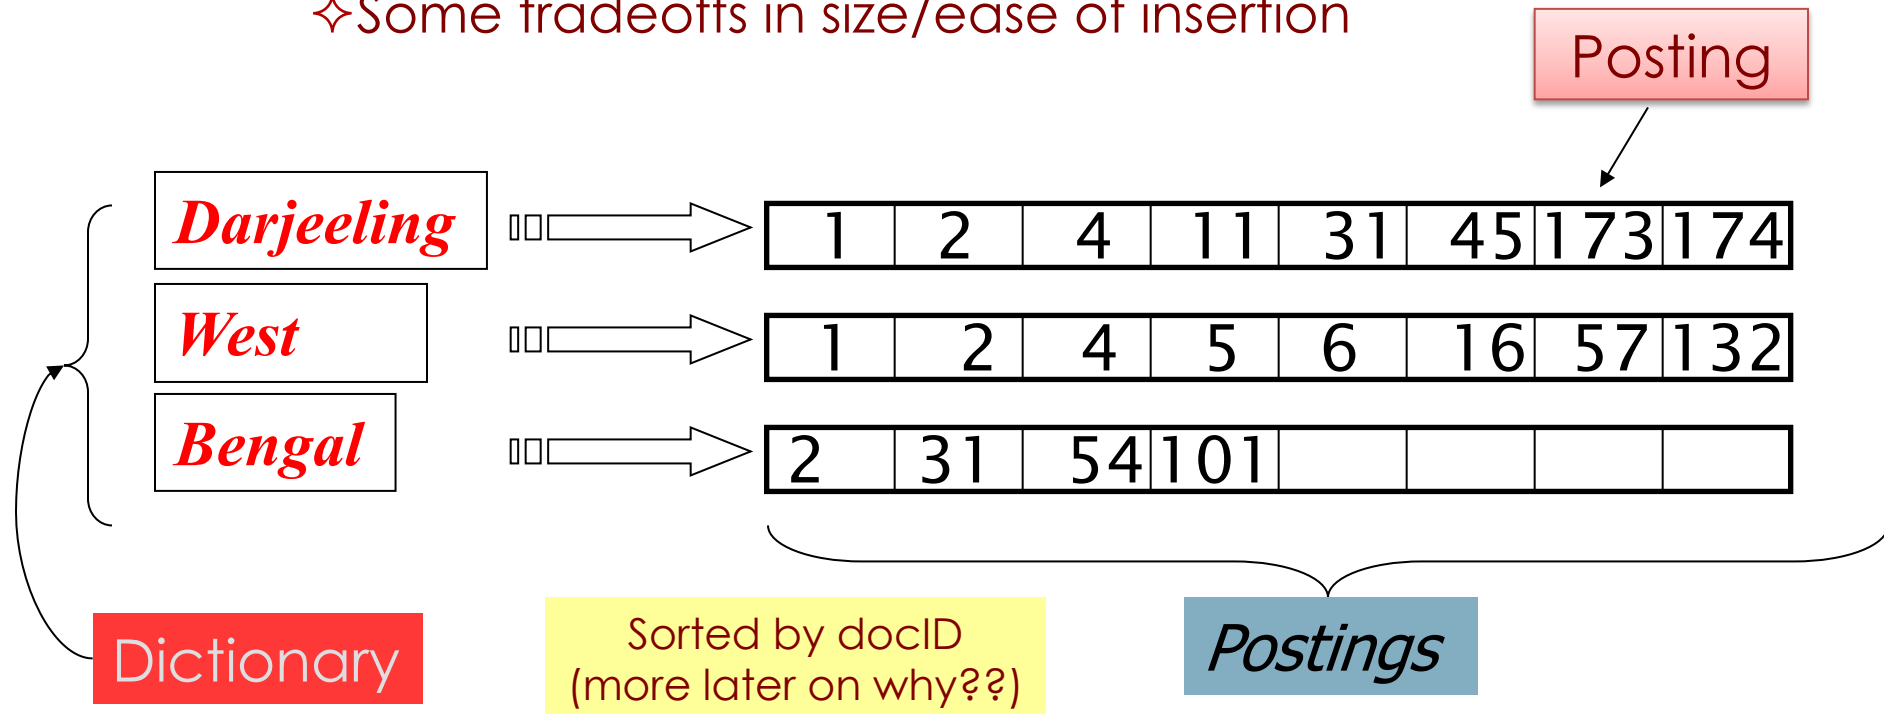 ✧Some tradeoffs in size/ease of insertion
Posting
Darjeeling 1 2 4 11 31 45 173 174
West 1 2 4 5 6 16 57 132
Bengal 2 31 54 101
Dictionary
Sorted by docID
(more later on why??)
Postings